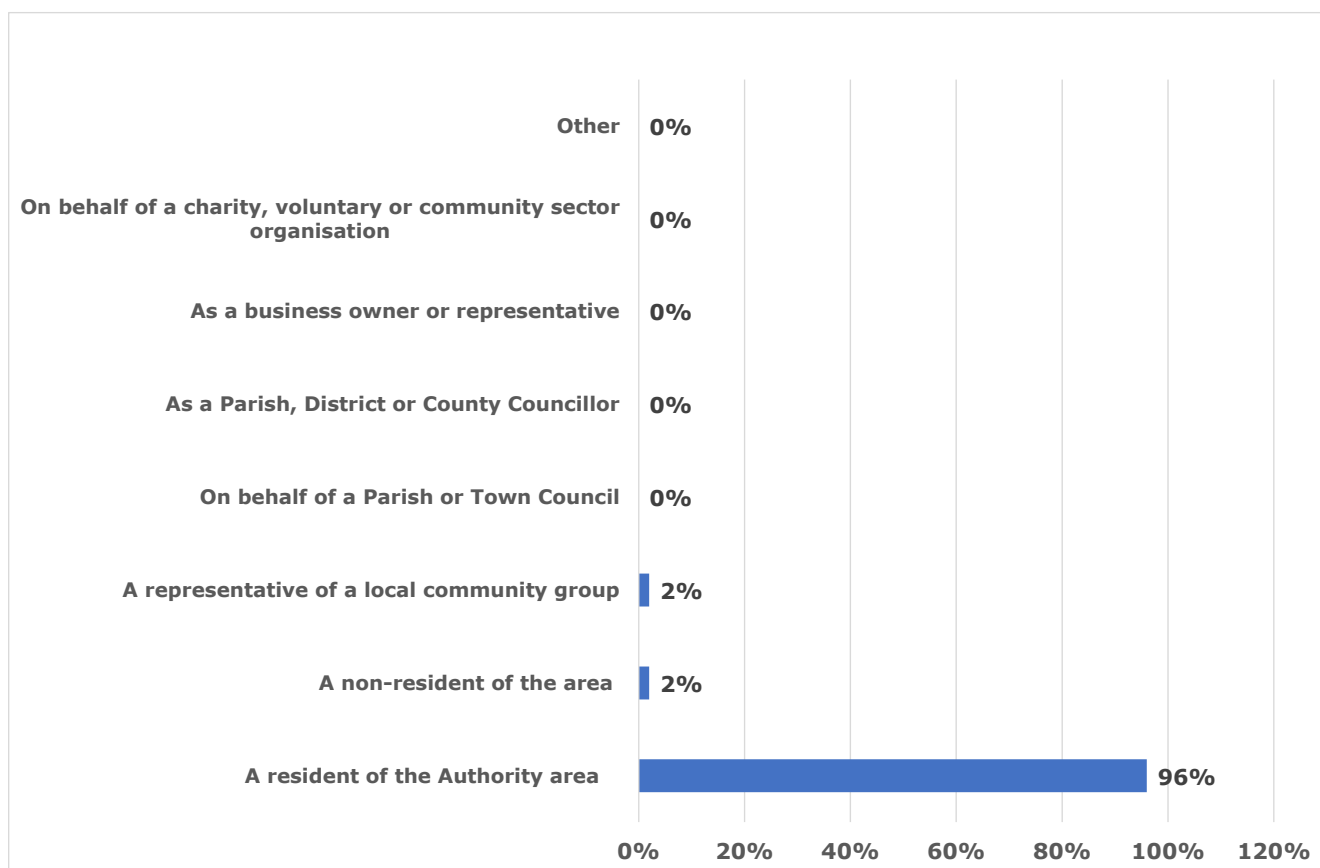 Other
0%
On behalf of a charity, voluntary or community sector
organisation
0%
As a business owner or representative
0%
As a Parish, District or County Councillor
0%
On behalf of a Parish or Town Council
0%
A representative of a local community group
2%
A non-resident of the area
2%
A resident of the Authority area
96%
0% 20% 40% 60% 80% 100% 120%